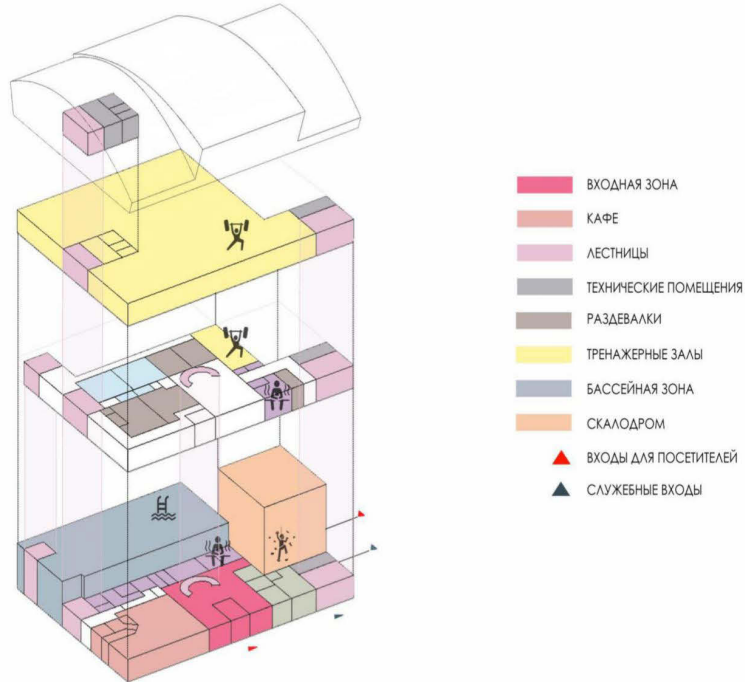 ВХОДНАЯ ЗОНА
КАФЕ
ЛЕСТНИЦЫ
ТЕХНИЧЕСКИЕ ПОМЕЩЕНИЯ
РАЗДЕВАЛКИ
ТРЕНАЖЕРНЫЕ ЗАЛЫ
БАССЕЙНАЯ ЗОНА
СКАЛОДРОМ
ВХОДЫ ДЛЯ ПОСЕТИТЕЛЕЙ
СЛУЖЕБНЫЕ ВХОДЫ